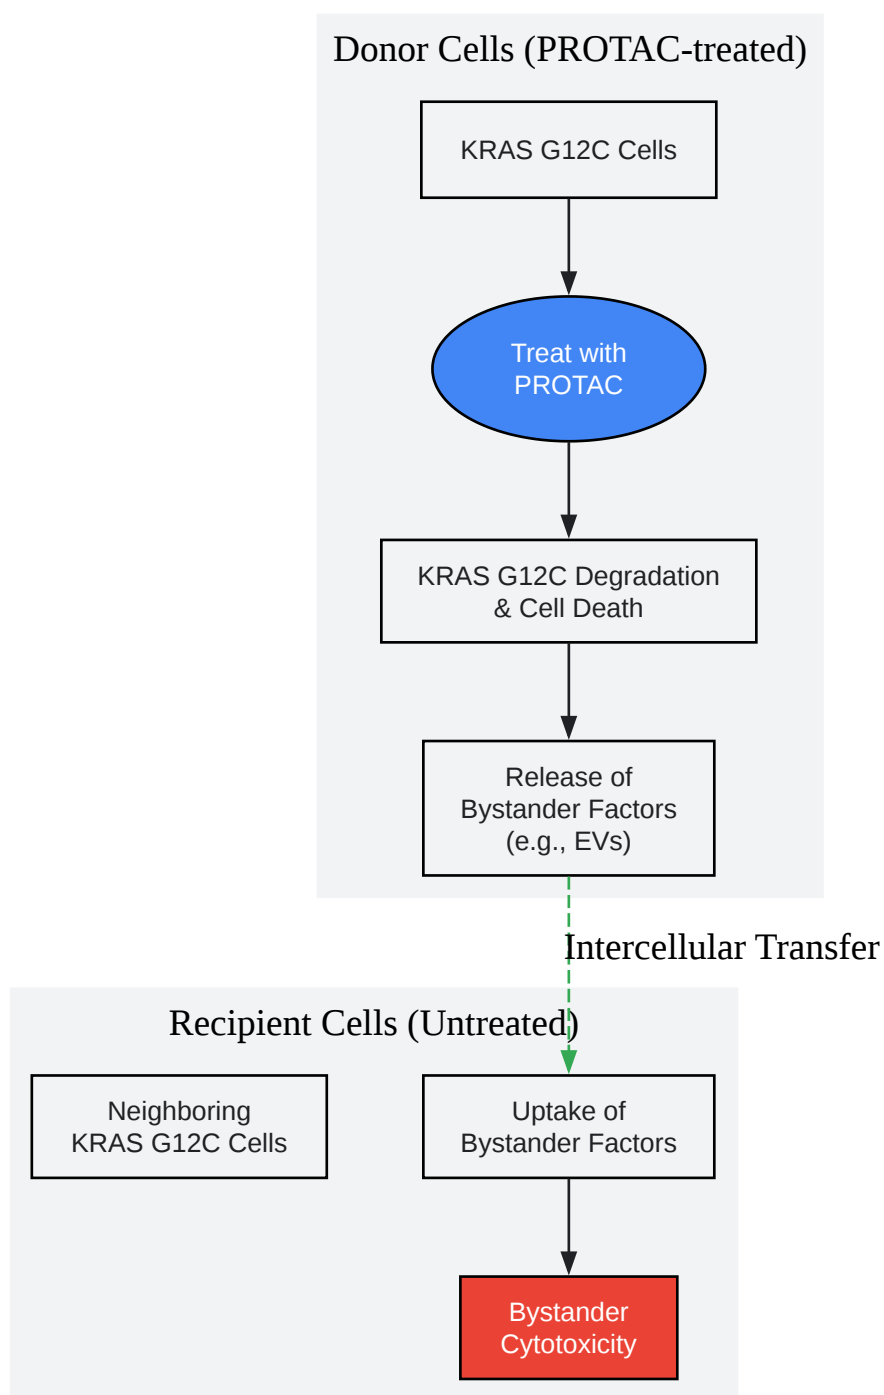 Donor Cells (PROTAC-treated)
KRAS G12C Cells
Treat with
PROTAC
KRAS G12C Degradation
& Cell Death
Release of
Bystander Factors
(e.g., EVs)
Intercellular Transfer
Recipient Cells (Untreated)
Neighboring
KRAS G12C Cells
Uptake of
Bystander Factors
Bystander
Cytotoxicity